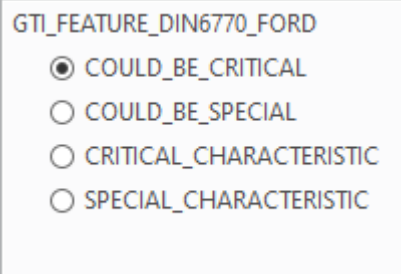 GTI_FEATURE_DIN6770_FORD
COULD_BE_CRITICAL
COULD_BE_SPECIAL
CRITICAL_CHARACTERISTIC
SPECIAL_CHARACTERISTIC